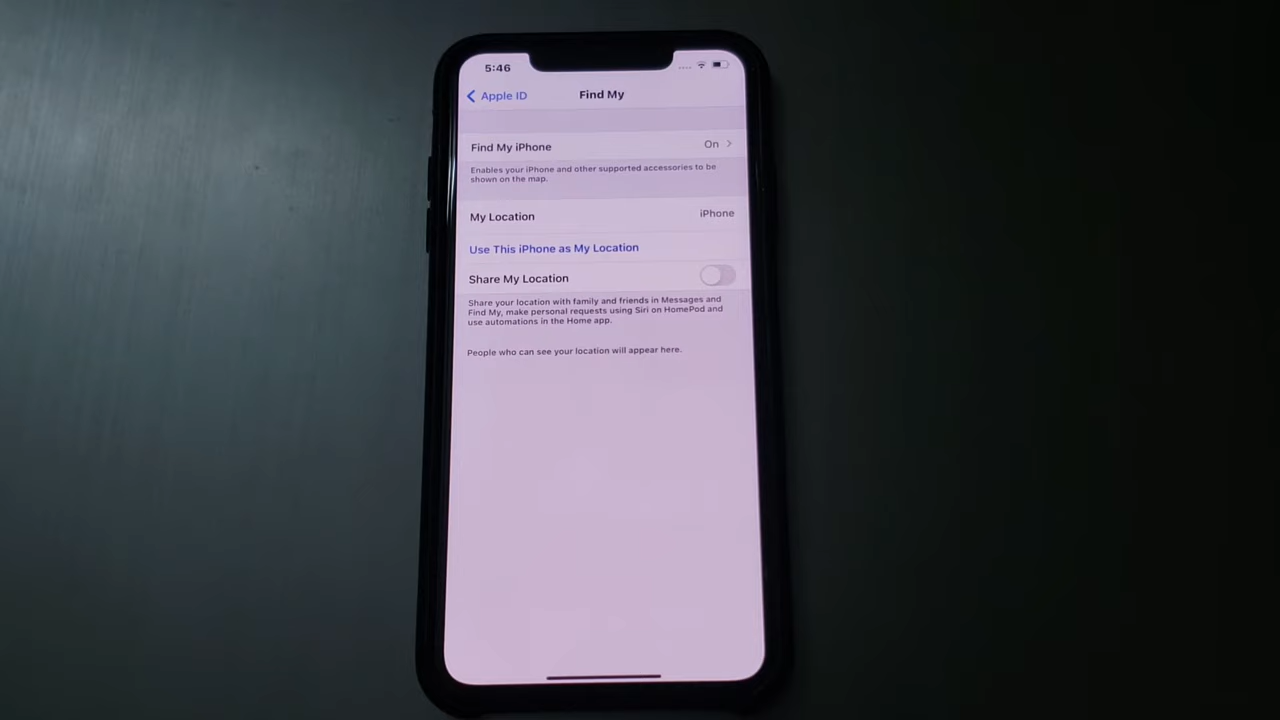 5:46
Apple ID
Find My
Find My iPhone On
Enables your iPhone and other supported accessories to be
shown on the map.
My Location iPhone
Use This iPhone as My Location
Share My Location
Share your location with family and friends in Messages and
Find My, make personal requests using Siri on HomePod and
use automations in the Home app.
People who can see your location will appear here.